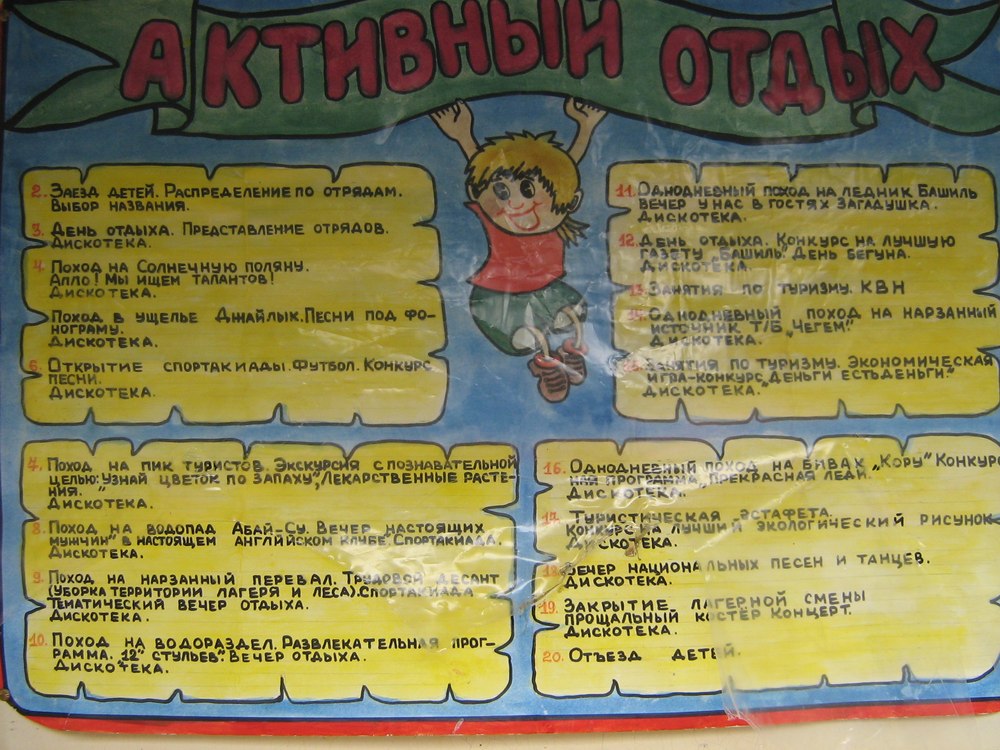 АКТИВНЫЙ ОТДЫХ
2. ЗАЕЗД ДЕТЕЙ. РАСПРЕДЕЛЕНИЕ ПО ОТРЯДАМ.
ВЫБОР НАЗВАНИЯ.
3. ДЕНЬ ОТДЫХА. ПРЕДСТАВЛЕНИЕ ОТРЯДОВ.
ДИСКОТЕКА.
4. ПОХОД НА СОЛНЕЧНУЮ ПОЛЯНУ.
АЛЛО! МЫ ИЩЕМ ТАЛАНТОВ!
ДИСКОТЕКА.
ПОХОД В УЩЕЛЬЕ ДЖАЙЛЫК. ПЕСНИ ПОД ФО-
НОГРАМУ.
ДИСКОТЕКА.
6. ОТКРЫТИЕ СПОРТАКИАДЫ. ФУТБОЛ. КОНКУРС
ПЕСНИ.
ДИСКОТЕКА.
7. ПОХОД НА ПИК ТУРИСТОВ. ЭКСКУРСИЯ С ПОЗНАВАТЕЛЬНОЙ
ЦЕЛЬЮ: УЗНАЙ ЦВЕТОК ПО ЗАПАХУ", ЛЕКАРСТВЕННЫЕ РАСТЕ-
НИЯ. "
ДИСКОТЕКА.
8. ПОХОД НА ВОДОПАД АБАЙ-СУ. ВЕЧЕР „НАСТОЯЩИХ
МУЖЧИН" В НАСТОЯЩЕМ АНГЛИЙСКОМ КЛУБЕ. СПОРТАКИАДА.
ДИСКОТЕКА.
9. ПОХОД НА НАРЗАННЫЙ ПЕРЕВАЛ. ТРУДОВОЙ ДЕСАНТ
(УБОРКА ТЕРРИТОРИИ ЛАГЕРЯ И ЛЕСА). СПОРТАКИАДА
ТЕМАТИЧЕСКИЙ ВЕЧЕР ОТДЫХА.
ДИСКОТЕКА.
10. ПОХОД НА ВОДОРАЗДЕЛ. РАЗВЛЕКАТЕЛЬНАЯ ПРОГ-
РАММА. „12" СТУЛЬЕВ". ВЕЧЕР ОТДЫХА.
ДИСКОТЕКА.
11. ОДНОДНЕВНЫЙ ПОХОД НА ЛЕДНИК БАШИЛЬ
ВЕЧЕР У НАС В ГОСТЯХ ЗАГАДУШКА.
ДИСКОТЕКА.
12. ДЕНЬ ОТДЫХА. КОНКУРС НА ЛУЧШУЮ
ГАЗЕТУ „БАШИЛЬ". ДЕНЬ БЕГУНА.
ДИСКОТЕКА.
13. ЗАНЯТИЯ ПО ТУРИЗМУ. КВН
14. ОДНОДНЕВНЫЙ ПОХОД НА НАРЗАННЫЙ
ИСТОЧНИК Т/Б „ЧЕГЕМ"
ДИСКОТЕКА.
ЗАНЯТИЯ ПО ТУРИЗМУ. ЭКОНОМИЧЕСКАЯ
ИГРА-КОНКУРС „ДЕНЬГИ ЕСТЬ ДЕНЬГИ."
ДИСКОТЕКА.
16. ОДНОДНЕВНЫЙ ПОХОД НА БИВАХ „КОРУ" КОНКУРС
НАЯ ПРОГРАММА „ПРЕКРАСНАЯ ЛЕДИ."
ДИСКОТЕКА.
17. ТУРИСТИЧЕСКАЯ ЭСТАФЕТА.
КОНКУРС НА ЛУЧШИЙ ЭКОЛОГИЧЕСКИЙ РИСУНОК
ДИСКОТЕКА.
18. ВЕЧЕР НАЦИОНАЛЬНЫХ ПЕСЕН И ТАНЦЕВ.
ДИСКОТЕКА.
19. ЗАКРЫТИЕ ЛАГЕРНОЙ СМЕНЫ
ПРОЩАЛЬНЫЙ КОСТЁР КОНЦЕРТ.
ДИСКОТЕКА.
20. ОТЪЕЗД ДЕТЕЙ.